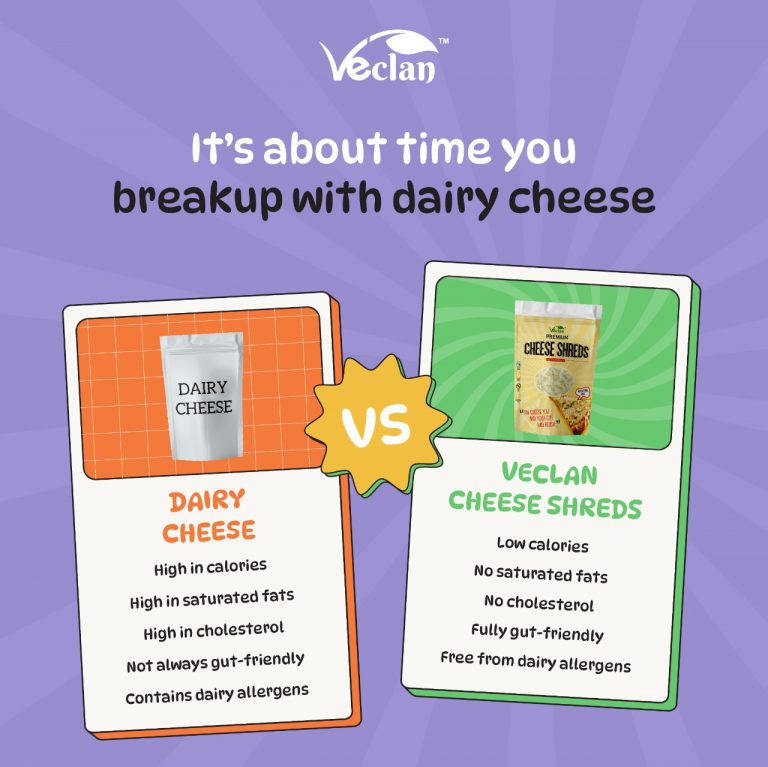 Veclan™
It's about time you
breakup with dairy cheese
DAIRY
CHEESE
VS
Veclan
PREMIUM
CHEESE SHREDS
DAIRY
CHEESE
High in calories
High in saturated fats
High in cholesterol
Not always gut-friendly
Contains dairy allergens
VECLAN
CHEESE SHREDS
Low calories
No saturated fats
No cholesterol
Fully gut-friendly
Free from dairy allergens